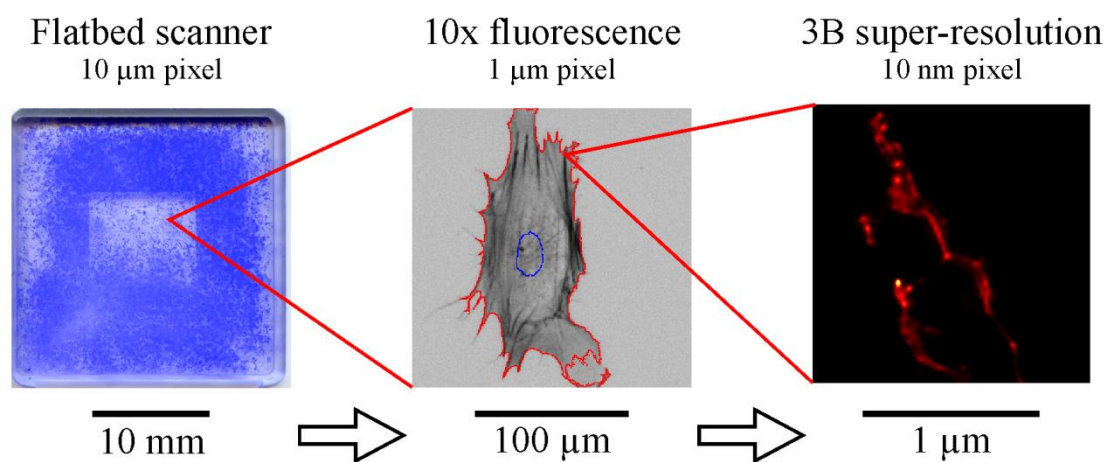 Flatbed scanner
10 µm pixel
10x fluorescence
1 µm pixel
3B super-resolution
10 nm pixel
10 mm
100 µm
1 µm